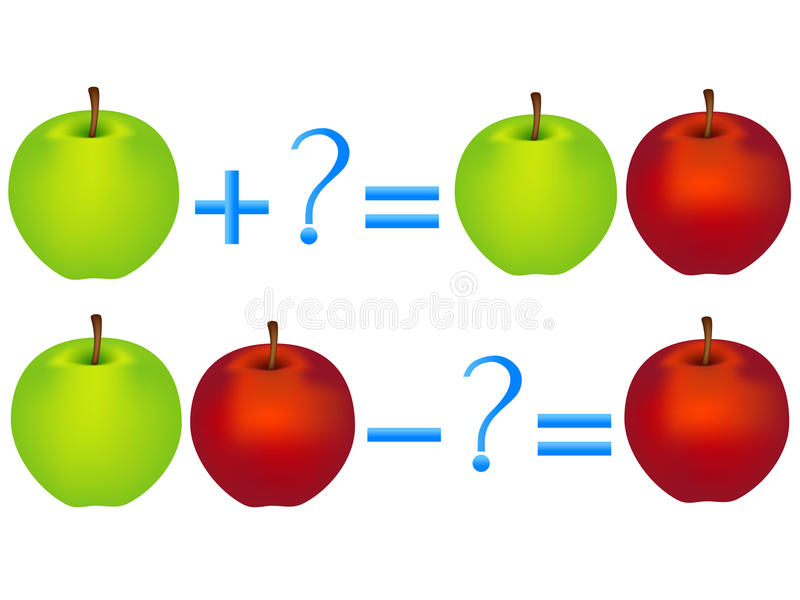 + ? =
dreamstime
- ? =